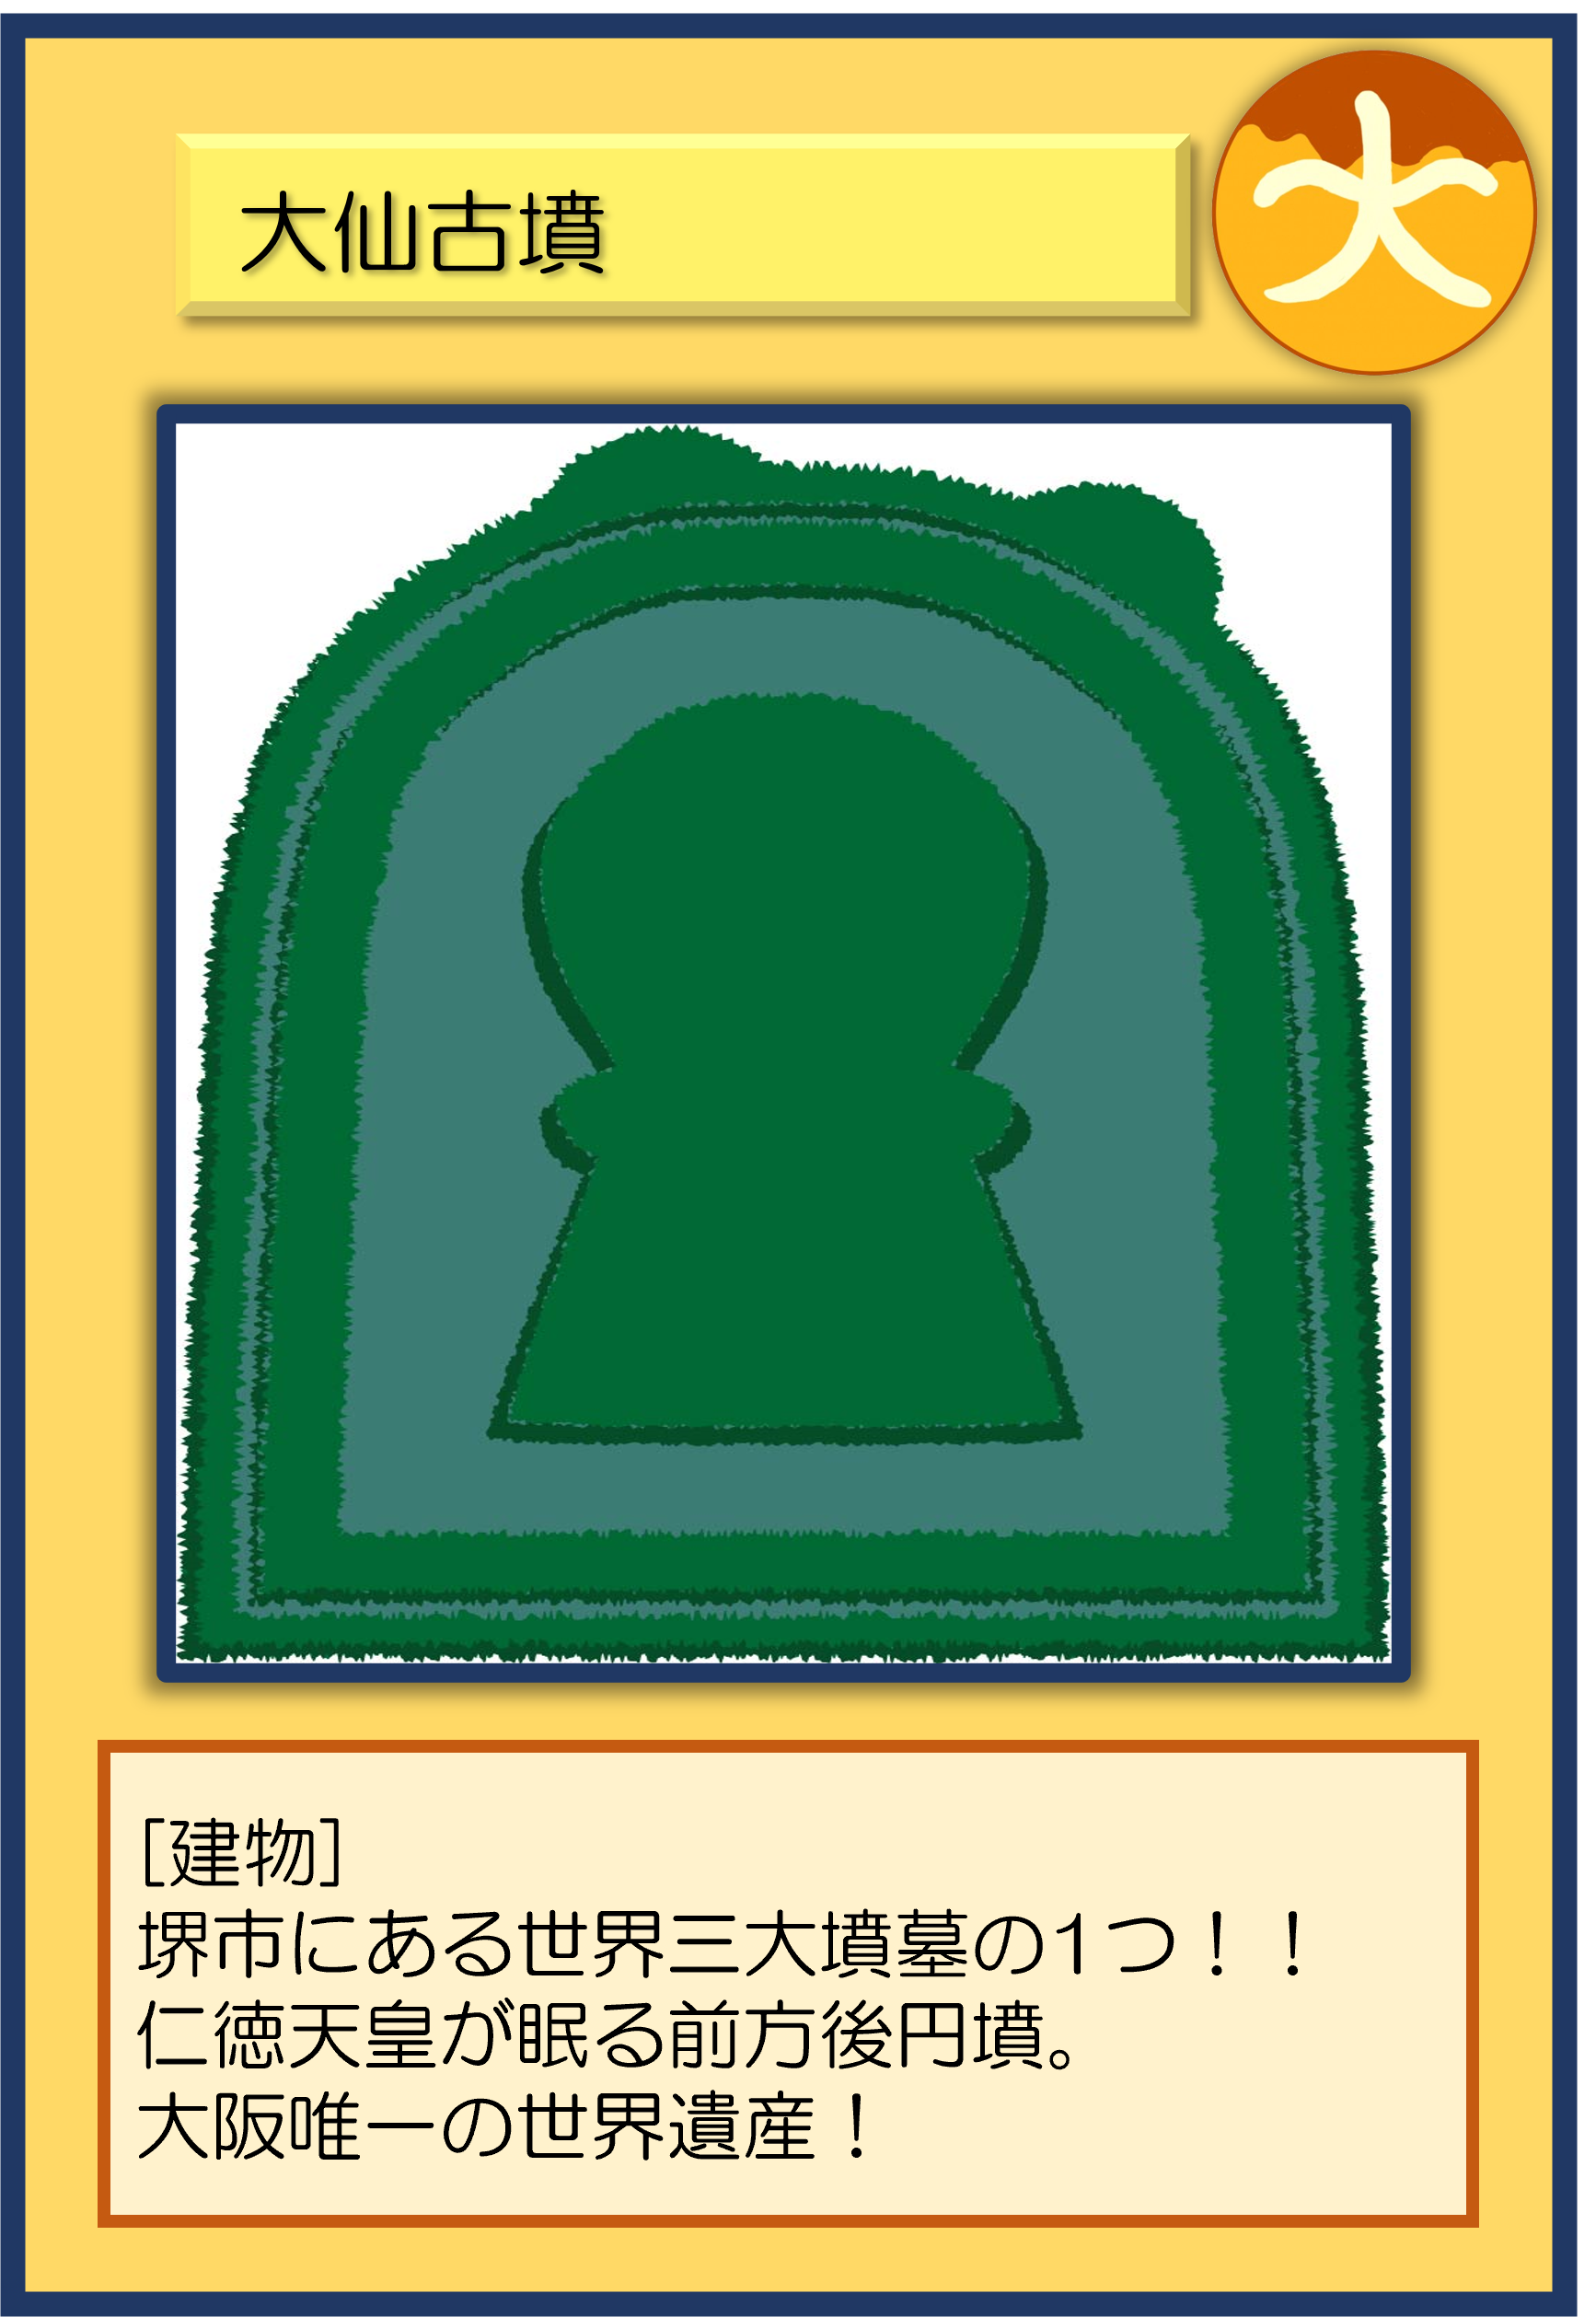 大仙古墳
大
[建物]
堺市にある世界三大墳墓の1つ！！
仁徳天皇が眠る前方後円墳。
大阪唯一の世界遺産！